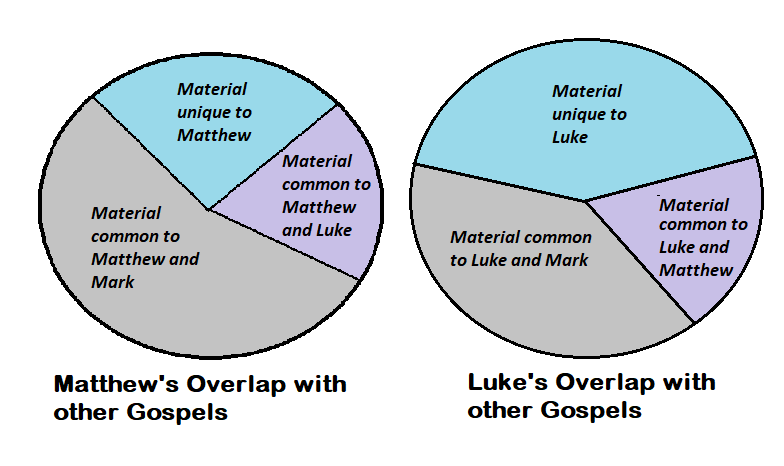 Material
unique to
Matthew
Material
common to
Matthew
and Luke
Material
common to
Matthew and
Mark
Matthew's Overlap with
other Gospels
Material
unique to
Luke
Material
common to
Luke and
Matthew
Material common
to Luke and Mark
Luke's Overlap with
other Gospels